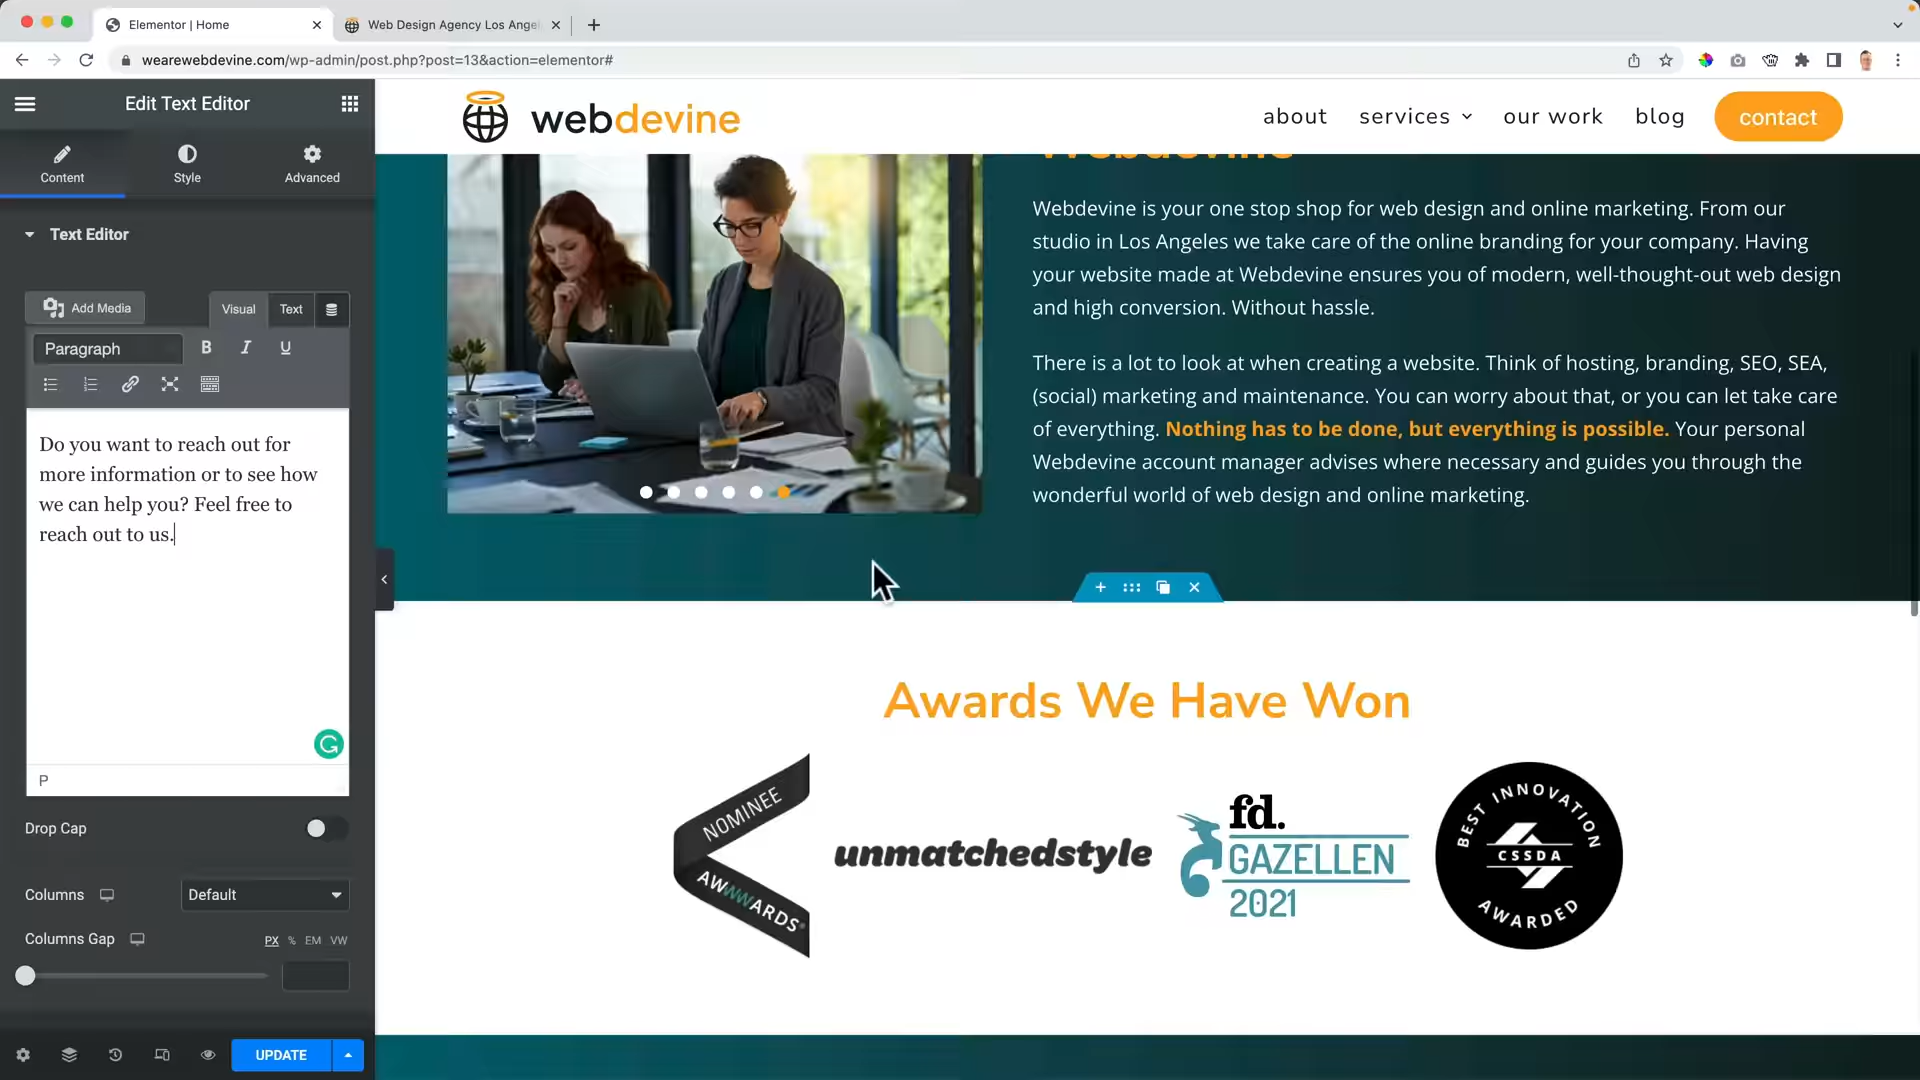 Elementor | Home
Web Design Agency Los Ange
wearewebdevine.com/wp-admin/post.php?post=13&action=elementor#
Edit Text Editor
Content
Style
Advanced
Text Editor
Add Media
Visual
Text
Paragraph
B I U
Do you want to reach out for
more information or to see how
we can help you? Feel free to
reach out to us.
P
Drop Cap
Columns
Default
Columns Gap
PX % EM VW
UPDATE
webdevine
about
services
our work
blog
contact
Webdevine
Webdevine is your one stop shop for web design and online marketing. From our
studio in Los Angeles we take care of the online branding for your company. Having
your website made at Webdevine ensures you of modern, well-thought-out web design
and high conversion. Without hassle.
There is a lot to look at when creating a website. Think of hosting, branding, SEO, SEA,
(social) marketing and maintenance. You can worry about that, or you can let take care
of everything. Nothing has to be done, but everything is possible. Your personal
Webdevine account manager advises where necessary and guides you through the
wonderful world of web design and online marketing.
Awards We Have Won
NOMINEE
AWWWARDS
unmatchedstyle
fd.
GAZELLEN
2021
BEST INNOVATION
CSSDA
AWARDED